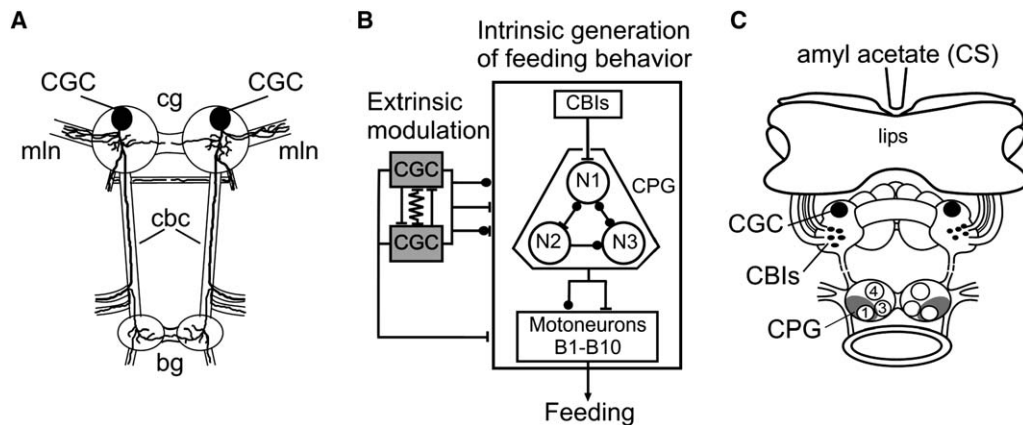 A
CGC
cg
CGC
mln
mln
cbc
bg
B
Intrinsic generation
of feeding behavior
Extrinsic
modulation
CBIs
CGC
CGC
N1
CPG
N2
N3
Motoneurons
B1-B10
Feeding
C
amyl acetate (CS)
lips
CGC
CBIs
CPG
4
1
3